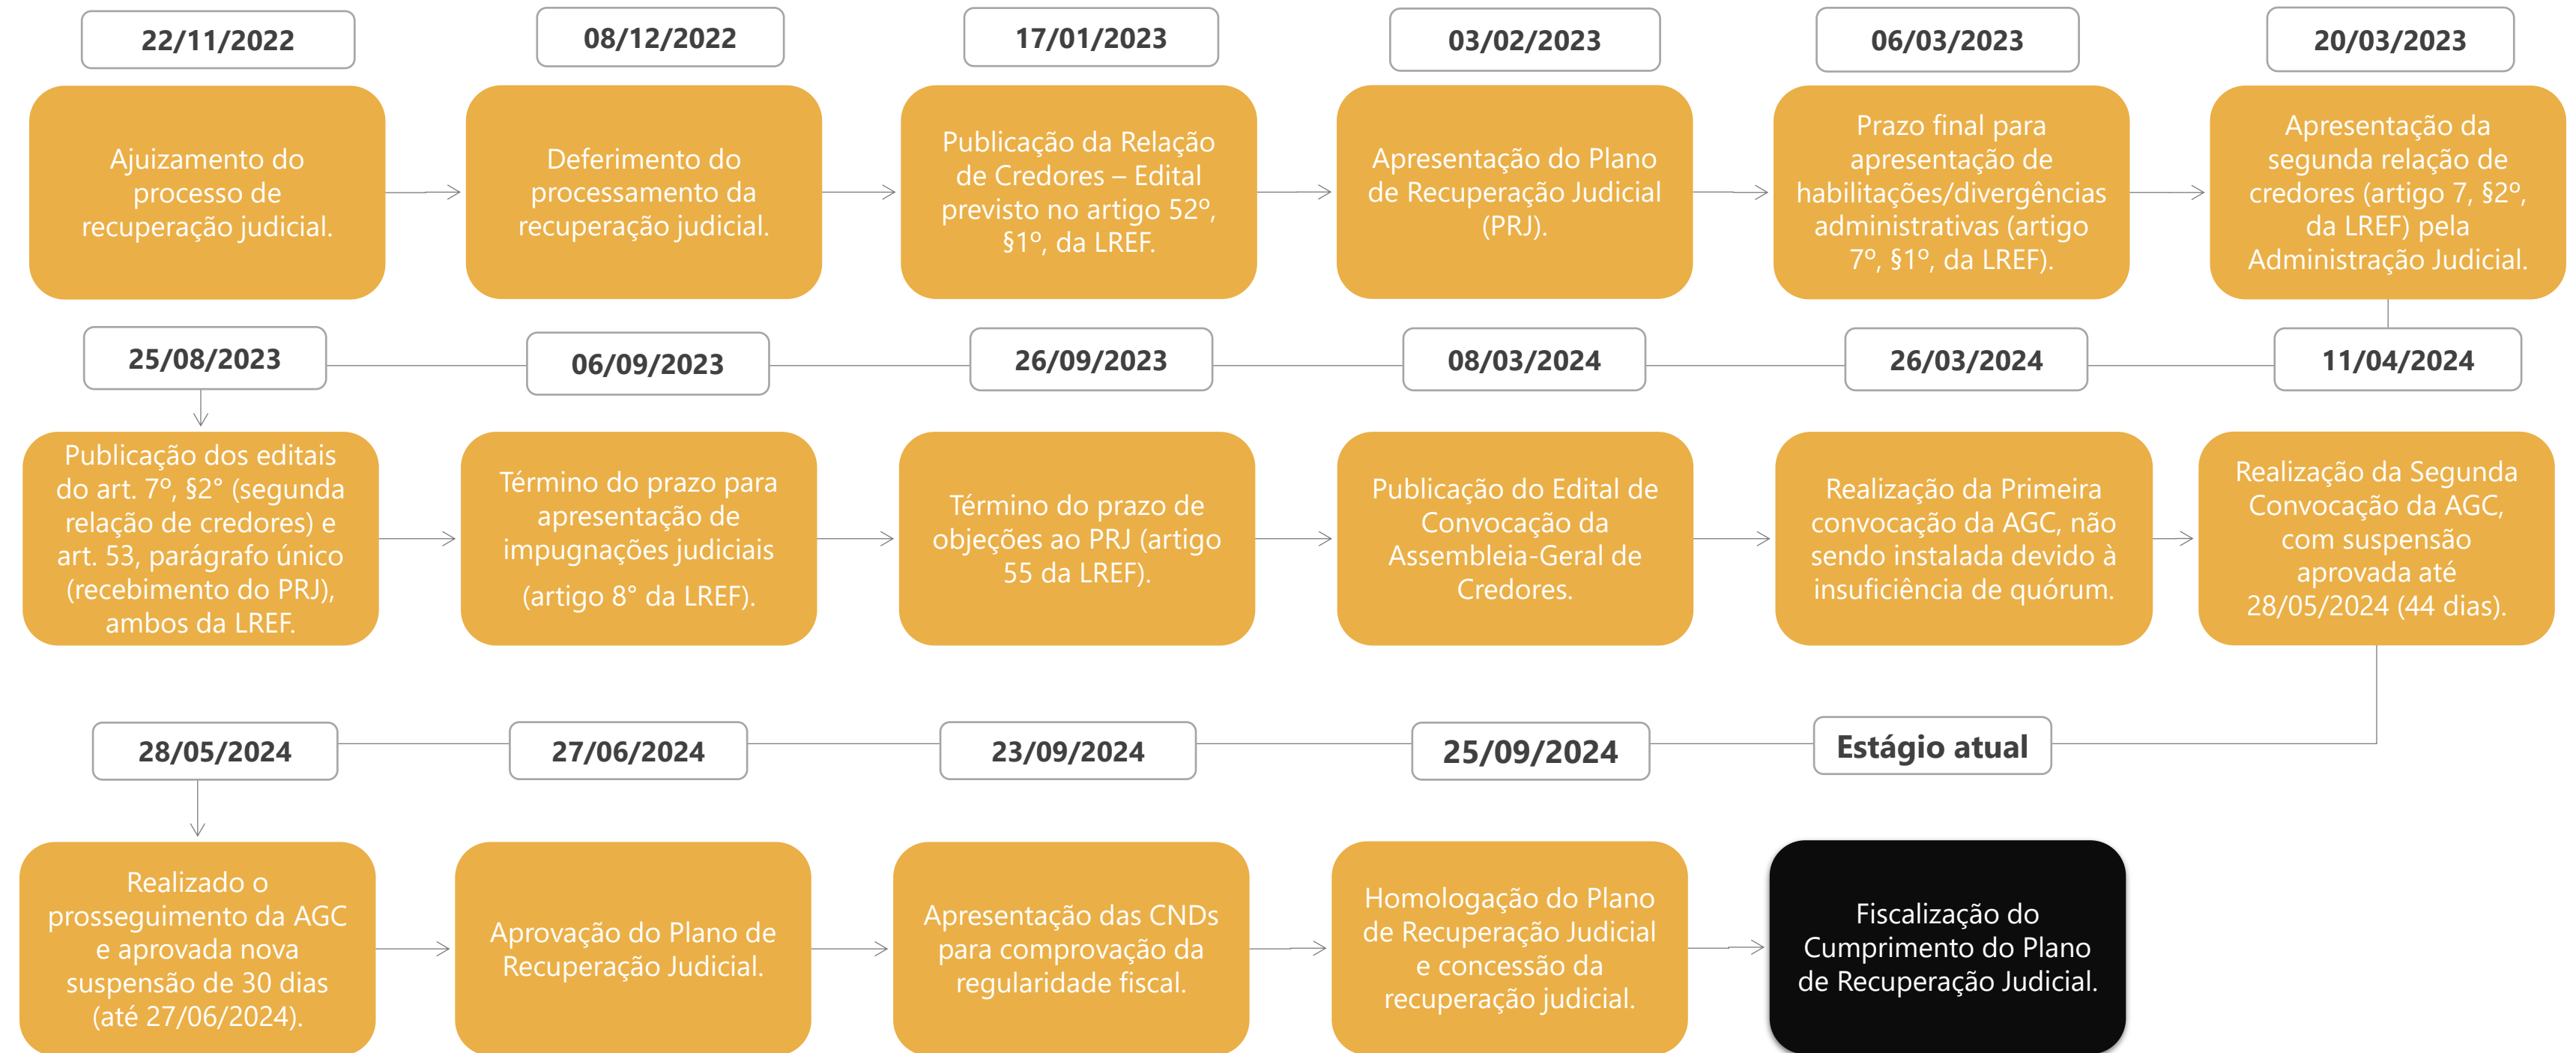 22/11/2022
Ajuizamento do
processo de
recuperação judicial.
08/12/2022
Deferimento do
processamento da
recuperação judicial.
17/01/2023
Publicação da Relação
de Credores – Edital
previsto no artigo 52º,
§1º, da LREF.
03/02/2023
Apresentação do Plano
de Recuperação Judicial
(PRJ).
06/03/2023
Prazo final para
apresentação de
habilitações/divergências
administrativas (artigo
7º, §1º, da LREF).
20/03/2023
Apresentação da
segunda relação de
credores (artigo 7, §2º,
da LREF) pela
Administração Judicial.
25/08/2023
Publicação dos editais
do art. 7º, §2° (segunda
relação de credores) e
art. 53, parágrafo único
(recebimento do PRJ),
ambos da LREF.
06/09/2023
Término do prazo para
apresentação de
impugnações judiciais
(artigo 8° da LREF).
26/09/2023
Término do prazo de
objeções ao PRJ (artigo
55 da LREF).
08/03/2024
Publicação do Edital de
Convocação da
Assembleia-Geral de
Credores.
26/03/2024
Realização da Primeira
convocação da AGC, não
sendo instalada devido à
insuficiência de quórum.
11/04/2024
Realização da Segunda
Convocação da AGC,
com suspensão
aprovada até
28/05/2024 (44 dias).
28/05/2024
Realizado o
prosseguimento da AGC
e aprovada nova
suspensão de 30 dias
(até 27/06/2024).
27/06/2024
Aprovação do Plano de
Recuperação Judicial.
23/09/2024
Apresentação das CNDs
para comprovação da
regularidade fiscal.
25/09/2024
Homologação do Plano
de Recuperação Judicial
e concessão da
recuperação judicial.
Estágio atual
Fiscalização do
Cumprimento do Plano
de Recuperação Judicial.